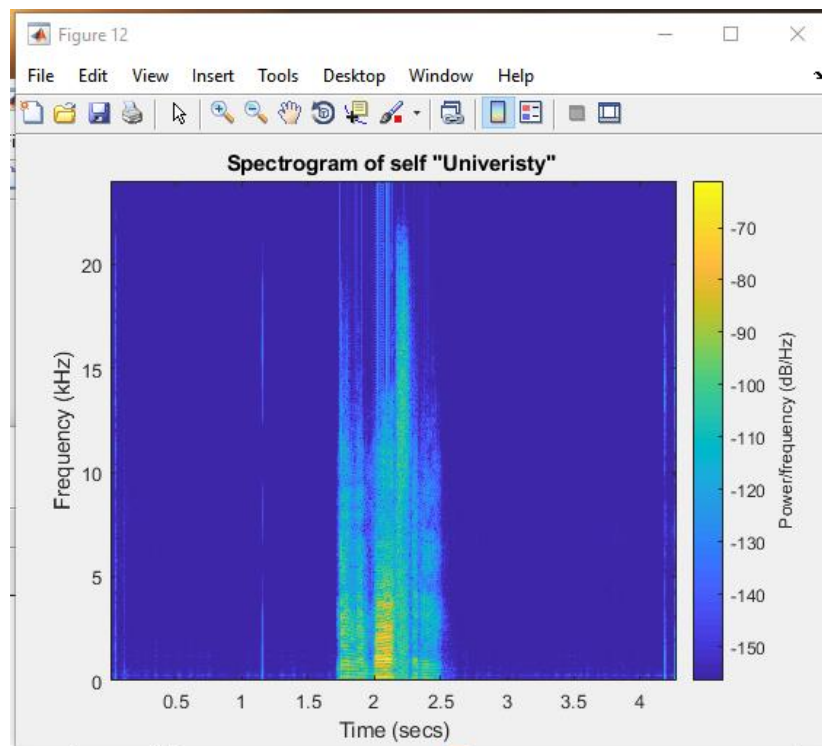 Figure 12
File Edit View Insert Tools Desktop Window Help
Spectrogram of self "Univeristy"
20
15
10
5
0
Frequency (kHz)
0.5 1 1.5 2 2.5 3 3.5 4
Time (secs)
-70
-80
-90
-100
-110
-120
-130
-140
-150
Power/frequency (dB/Hz)